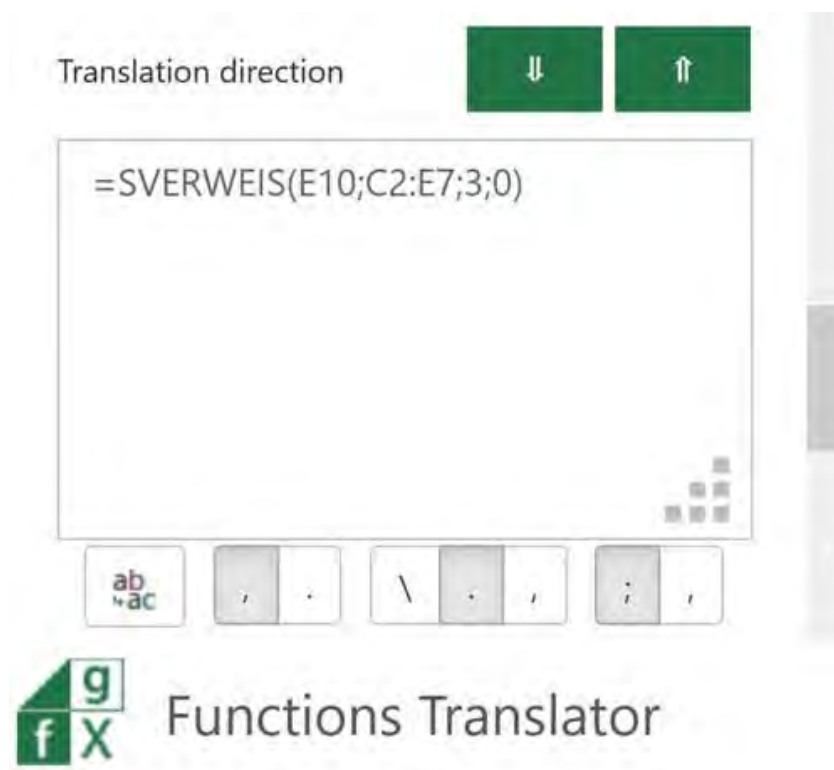 Translation direction ⇓ ⇑
=SVERWEIS(E10;C2:E7;3;0)
ab
ac , . \ . , ; ,
g
f X Functions Translator